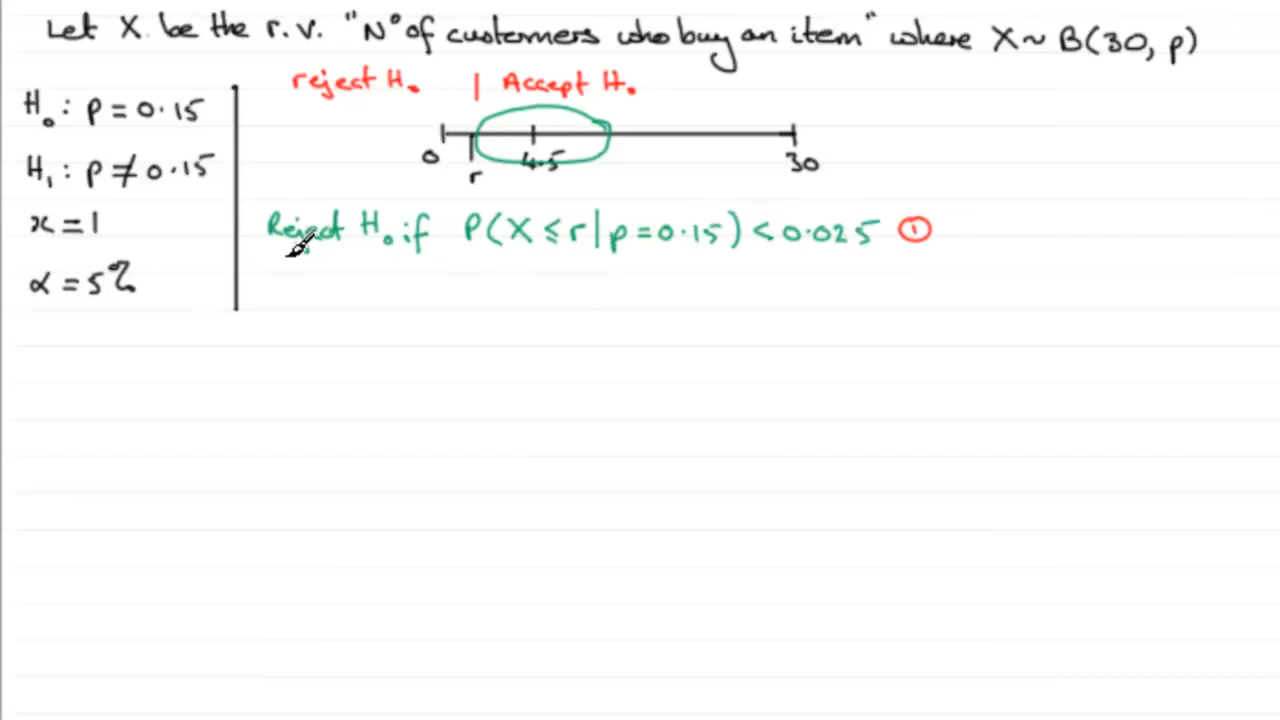 Let X be the r.v. "Nº of customers who buy an item" where X ~ B(30, p)
reject H₀ | Accept H₀
H₀ : p = 0.15
0 r 4.5 30
H₁ : p ≠ 0.15
x = 1
Reject H₀ if P(X ≤ r | p = 0.15) < 0.025 ①
α = 5%